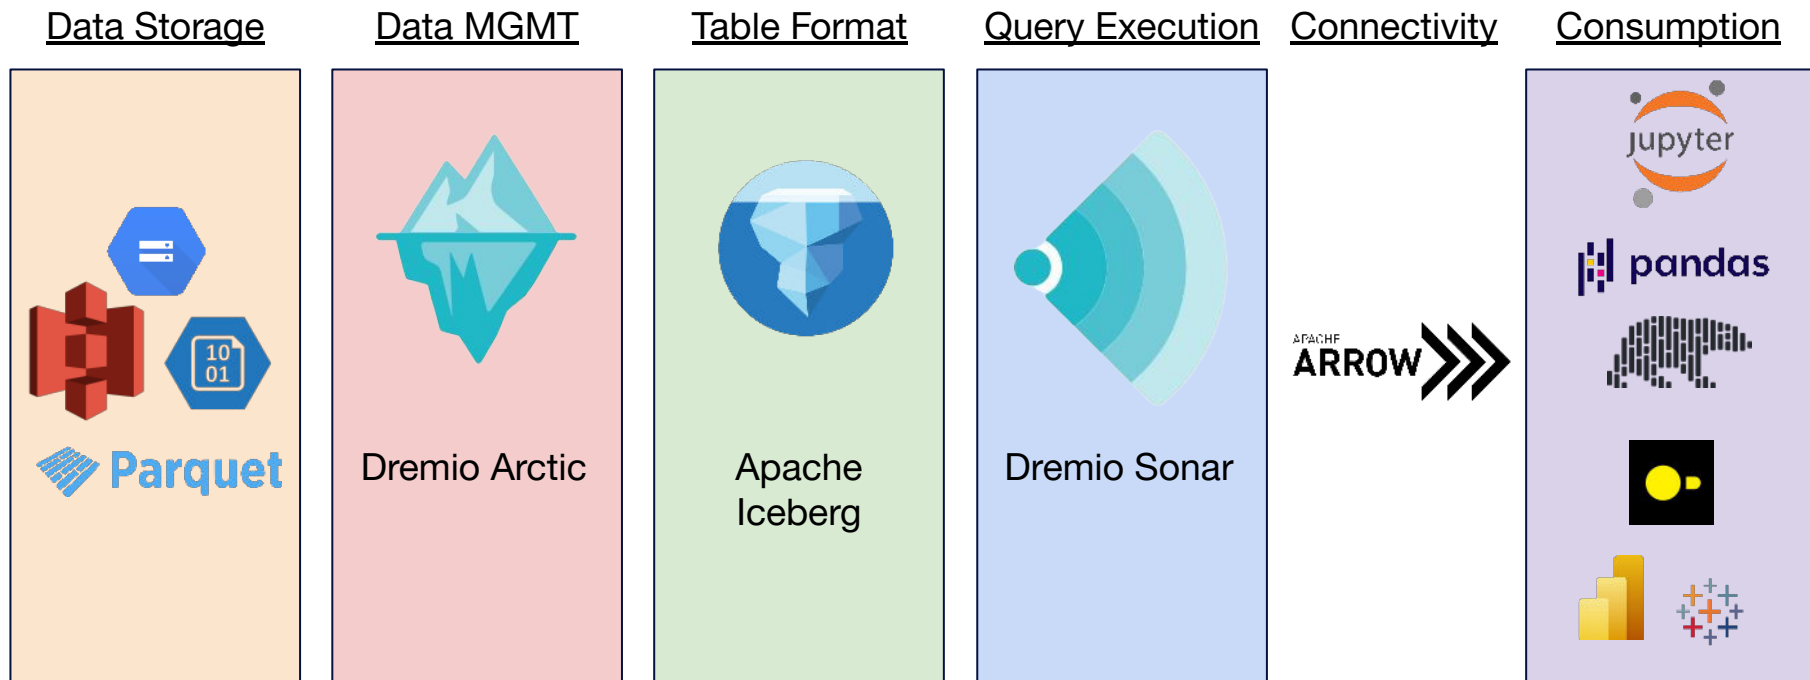 Data Storage
Data MGMT
Table Format
Query Execution
Connectivity
Consumption
10
01
Parquet
Dremio Arctic
Apache
Iceberg
Dremio Sonar
APACHE
ARROW
jupyter
pandas